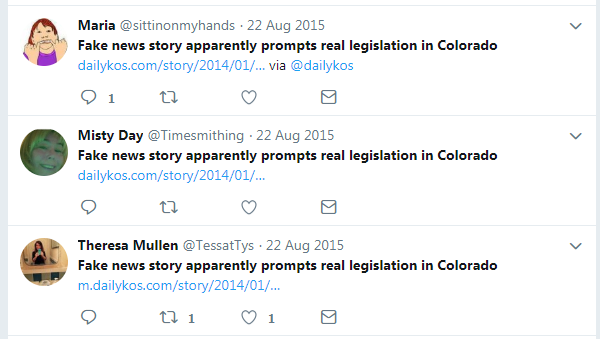 Maria @sittinonmyhands · 22 Aug 2015
Fake news story apparently prompts real legislation in Colorado
dailykos.com/story/2014/01/... via @dailykos
1
Misty Day @Timesmithing · 22 Aug 2015
Fake news story apparently prompts real legislation in Colorado
dailykos.com/story/2014/01/...
Theresa Mullen @TessatTys · 22 Aug 2015
Fake news story apparently prompts real legislation in Colorado
m.dailykos.com/story/2014/01/...
1 1